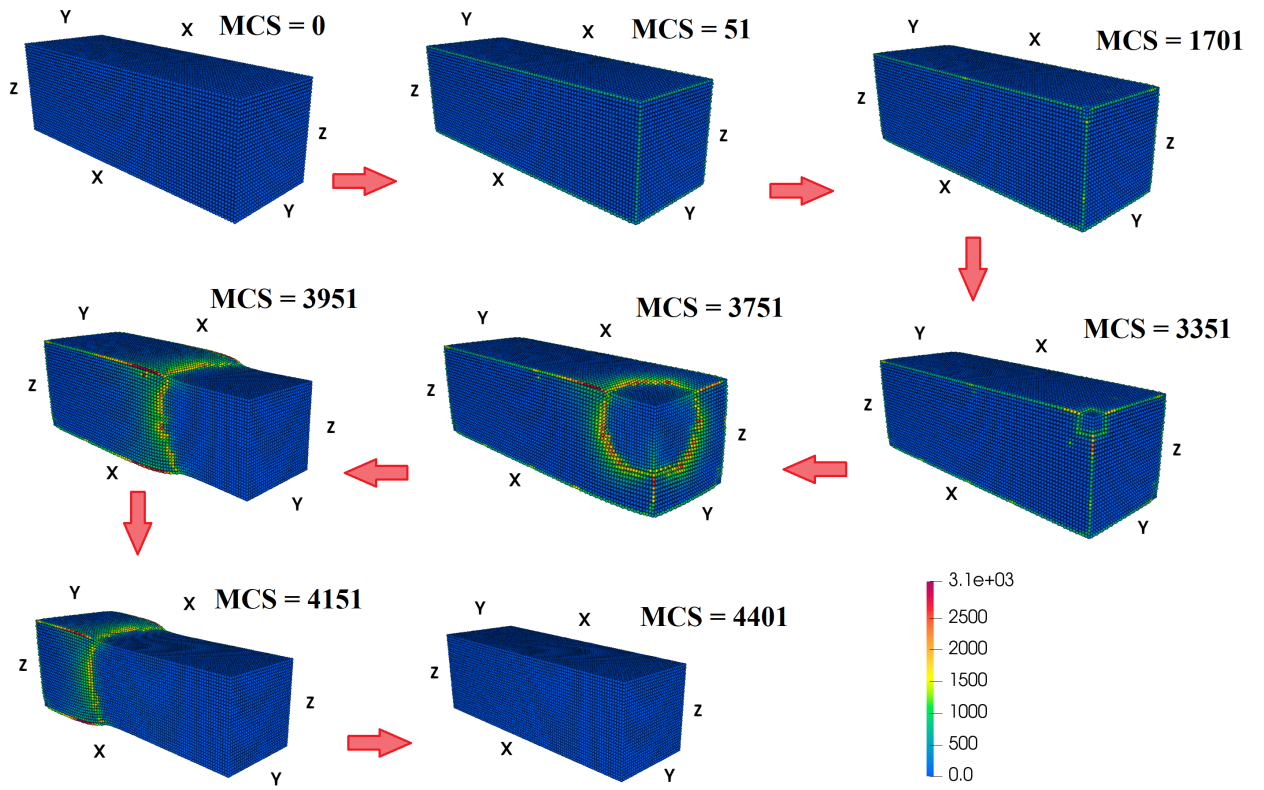 Y X MCS = 0
Z
Z
X
Y
Y X MCS = 51
Z
Z
X
Y
Y X MCS = 1701
Z
Z
X
Y
Y X MCS = 3351
Z
Z
X
Y
Y X MCS = 3751
Z
Z
X
Y
Y X MCS = 3951
Z
Z
X
Y
Y X MCS = 4151
Z
Z
X
Y
Y X MCS = 4401
Z
Z
X
Y
3.1e+03
2500
2000
1500
1000
500
0.0